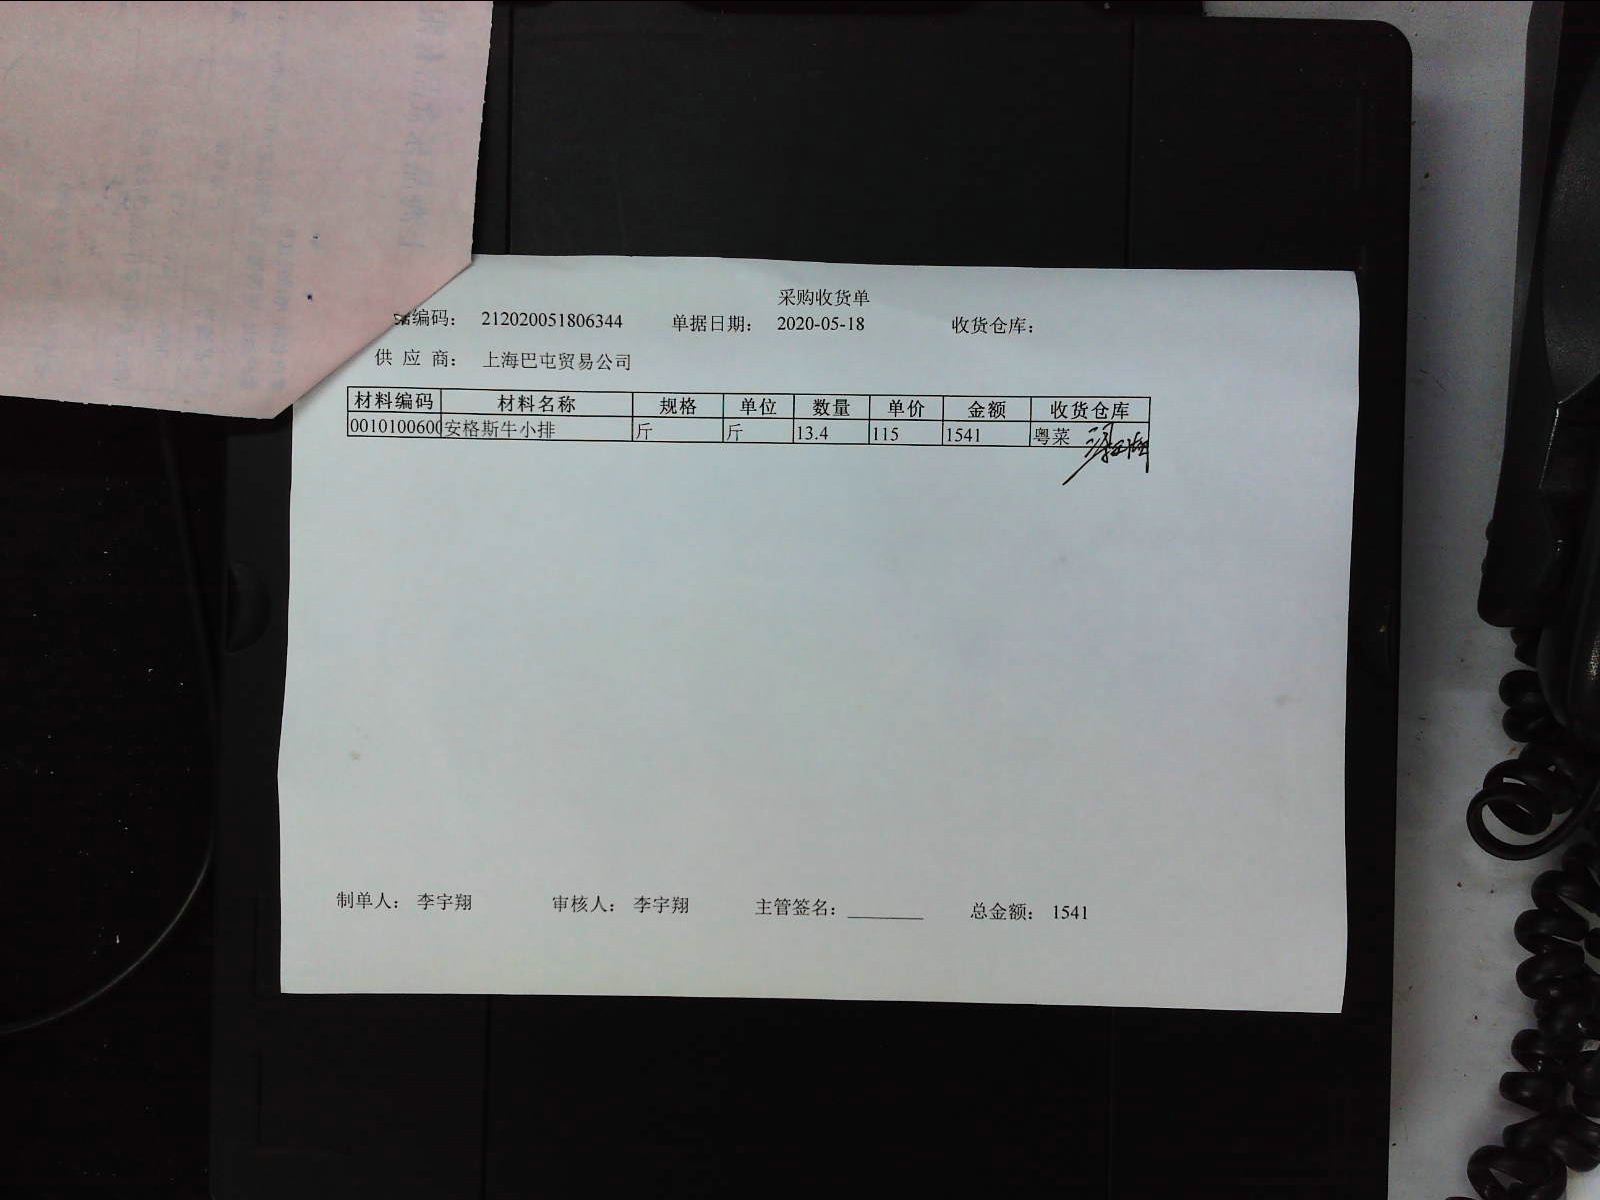 采购收货单
编码: 212020051806344 单据日期: 2020-05-18 收货仓库:
供 应 商: 上海巴屯贸易公司
材料编码 材料名称 规格 单位 数量 单价 金额 收货仓库
0010100600 安格斯牛小排 斤 斤 13.4 115 1541 粤菜
制单人: 李宇翔 审核人: 李宇翔 主管签名: 总金额: 1541